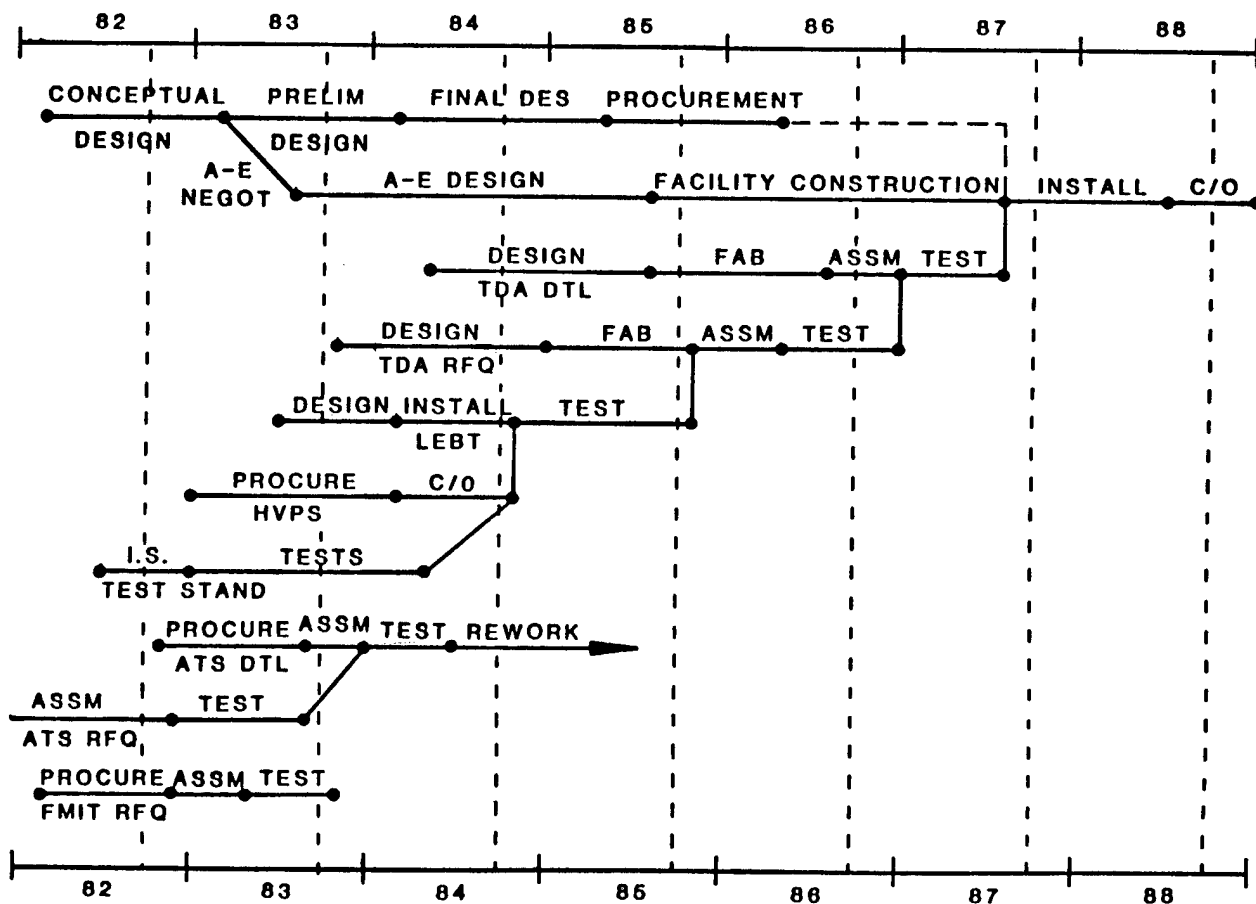 82 83 84 85 86 87 88
CONCEPTUAL PRELIM FINAL DES PROCUREMENT
DESIGN DESIGN
A-E A-E DESIGN FACILITY CONSTRUCTION INSTALL C/O
NEGOT
DESIGN FAB ASSM TEST
TDA DTL
DESIGN FAB ASSM TEST
TDA RFQ
DESIGN INSTALL TEST
LEBT
PROCURE C/O
HVPS
I.S. TESTS
TEST STAND
PROCURE ASSM TEST REWORK
ATS DTL
ASSM TEST
ATS RFQ
PROCURE ASSM TEST
FMIT RFQ
82 83 84 85 86 87 88